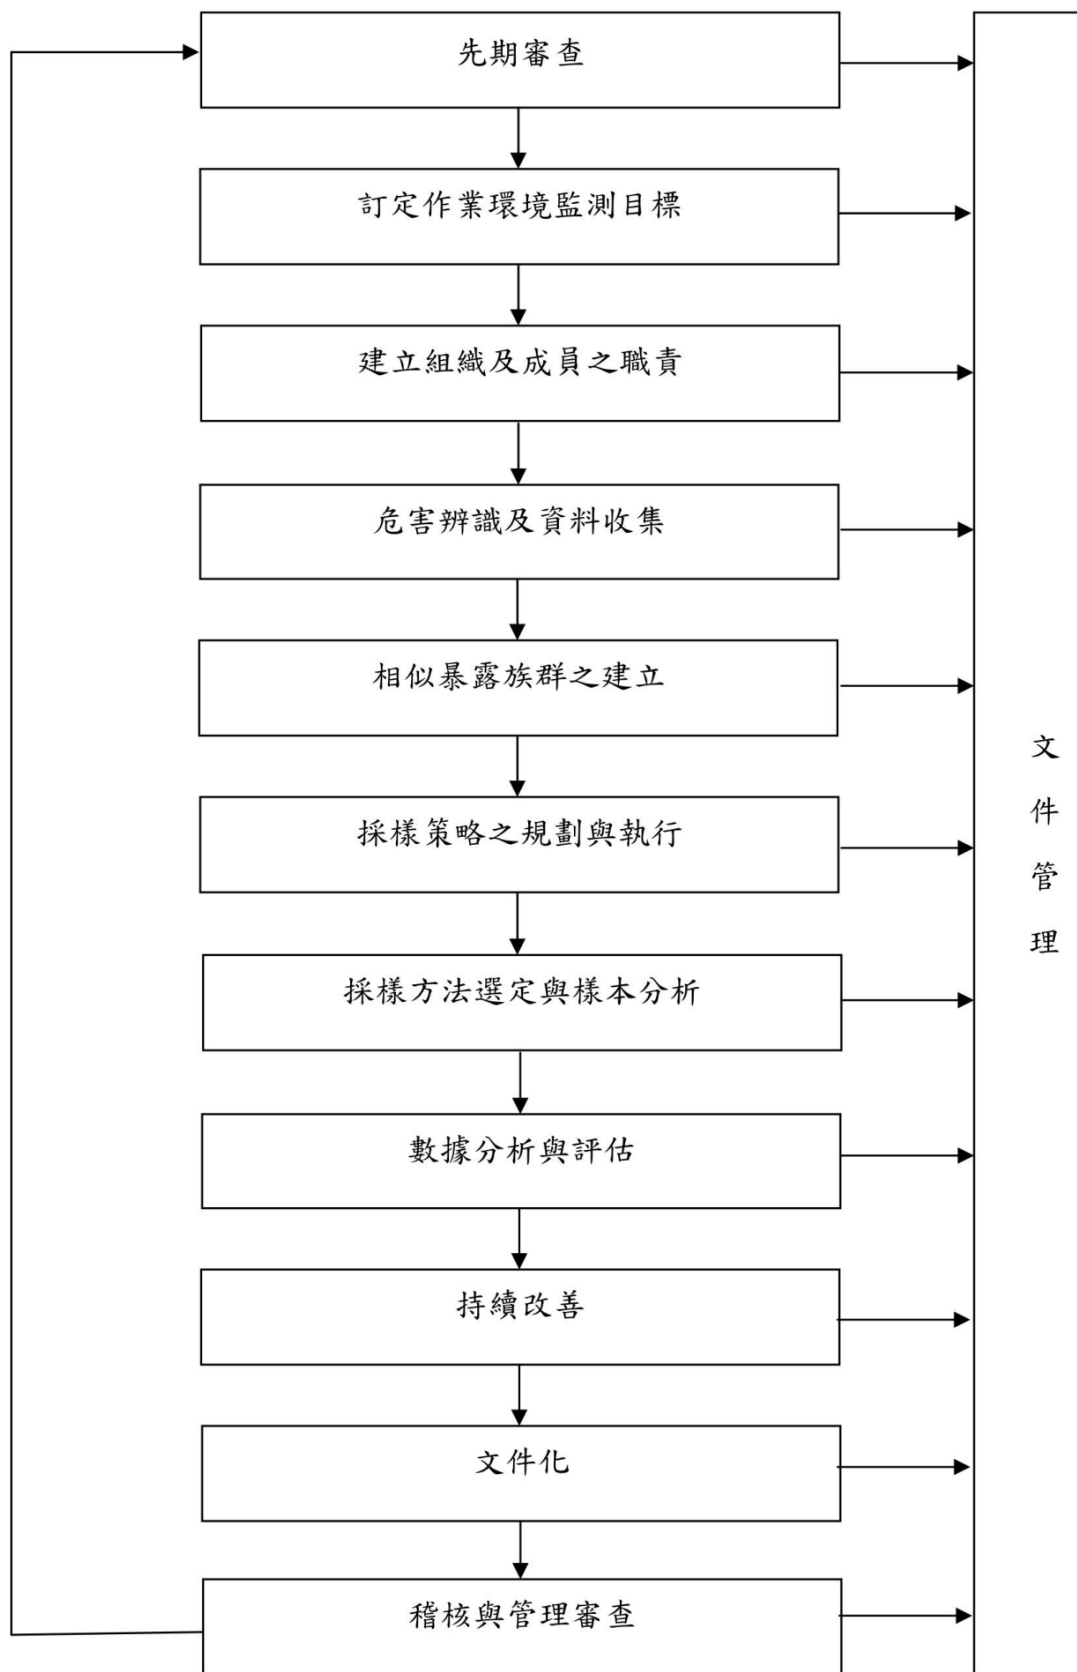 先期審查
訂定作業環境監測目標
建立組織及成員之職責
危害辨識及資料收集
相似暴露族群之建立
採樣策略之規劃與執行
採樣方法選定與樣本分析
數據分析與評估
持續改善
文件化
稽核與管理審查
文件管理